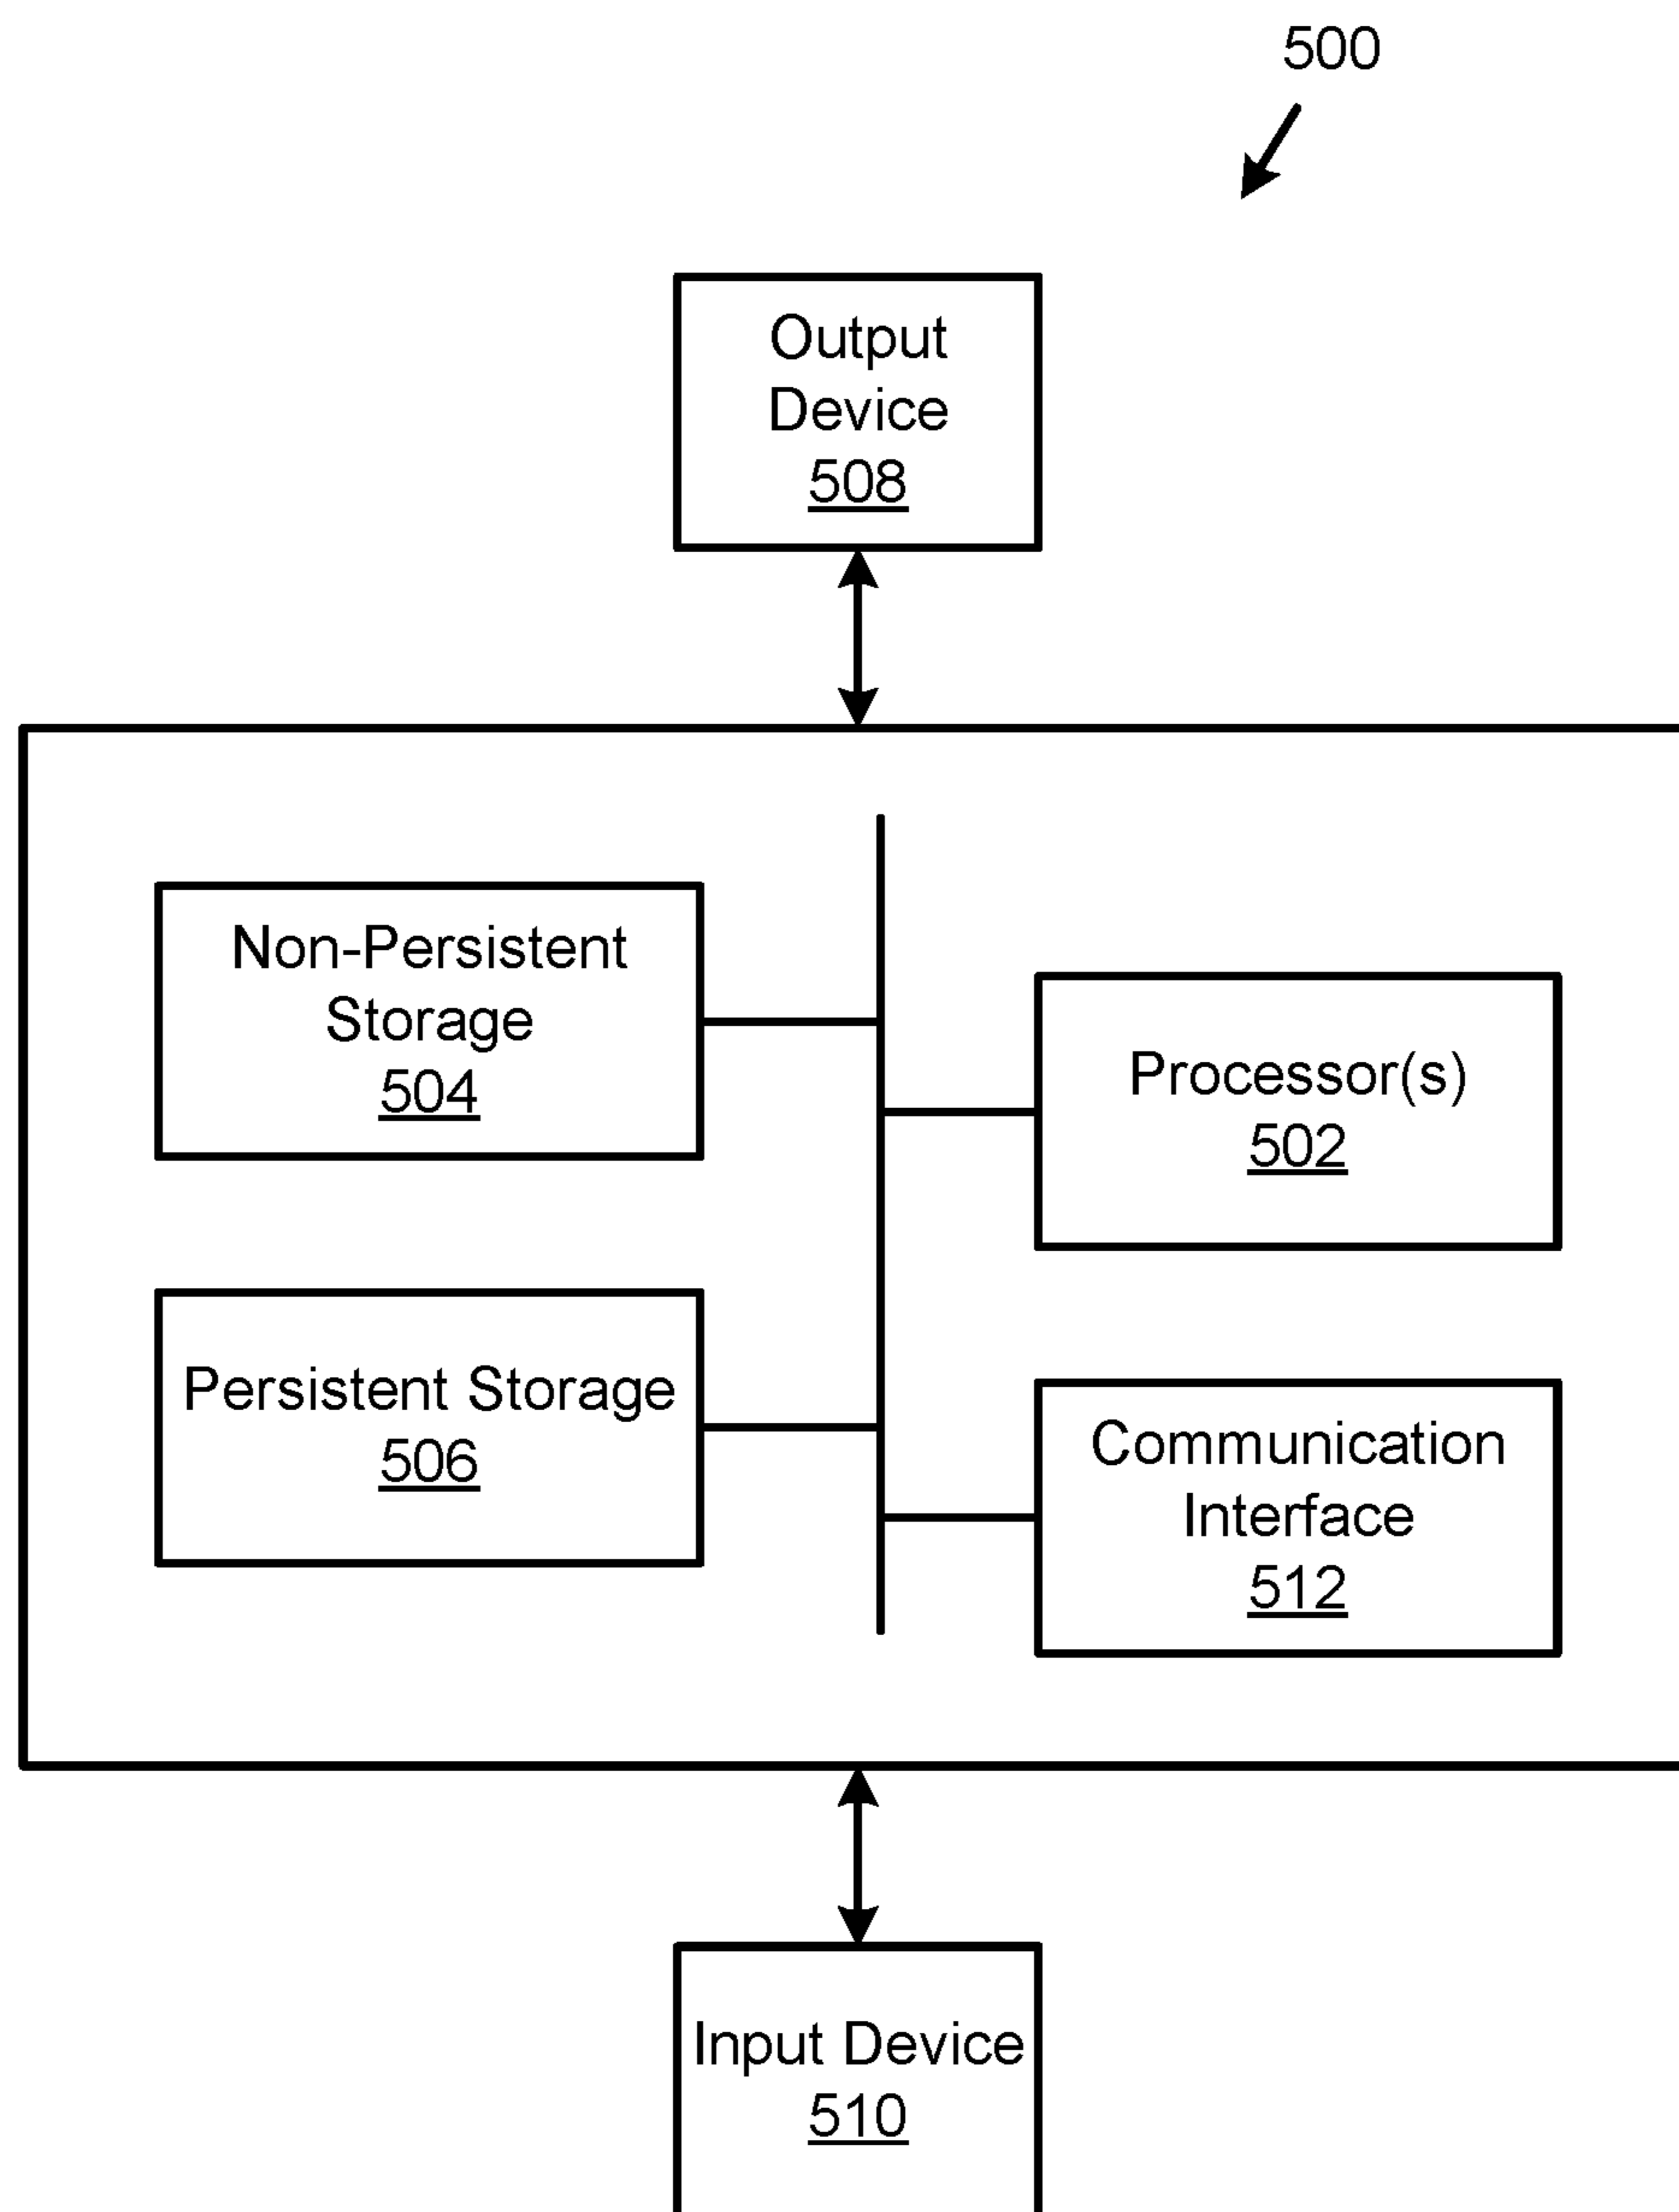 500
Output
Device
508
Non-Persistent
Storage
504
Processor(s)
502
Persistent Storage
506
Communication
Interface
512
Input Device
510